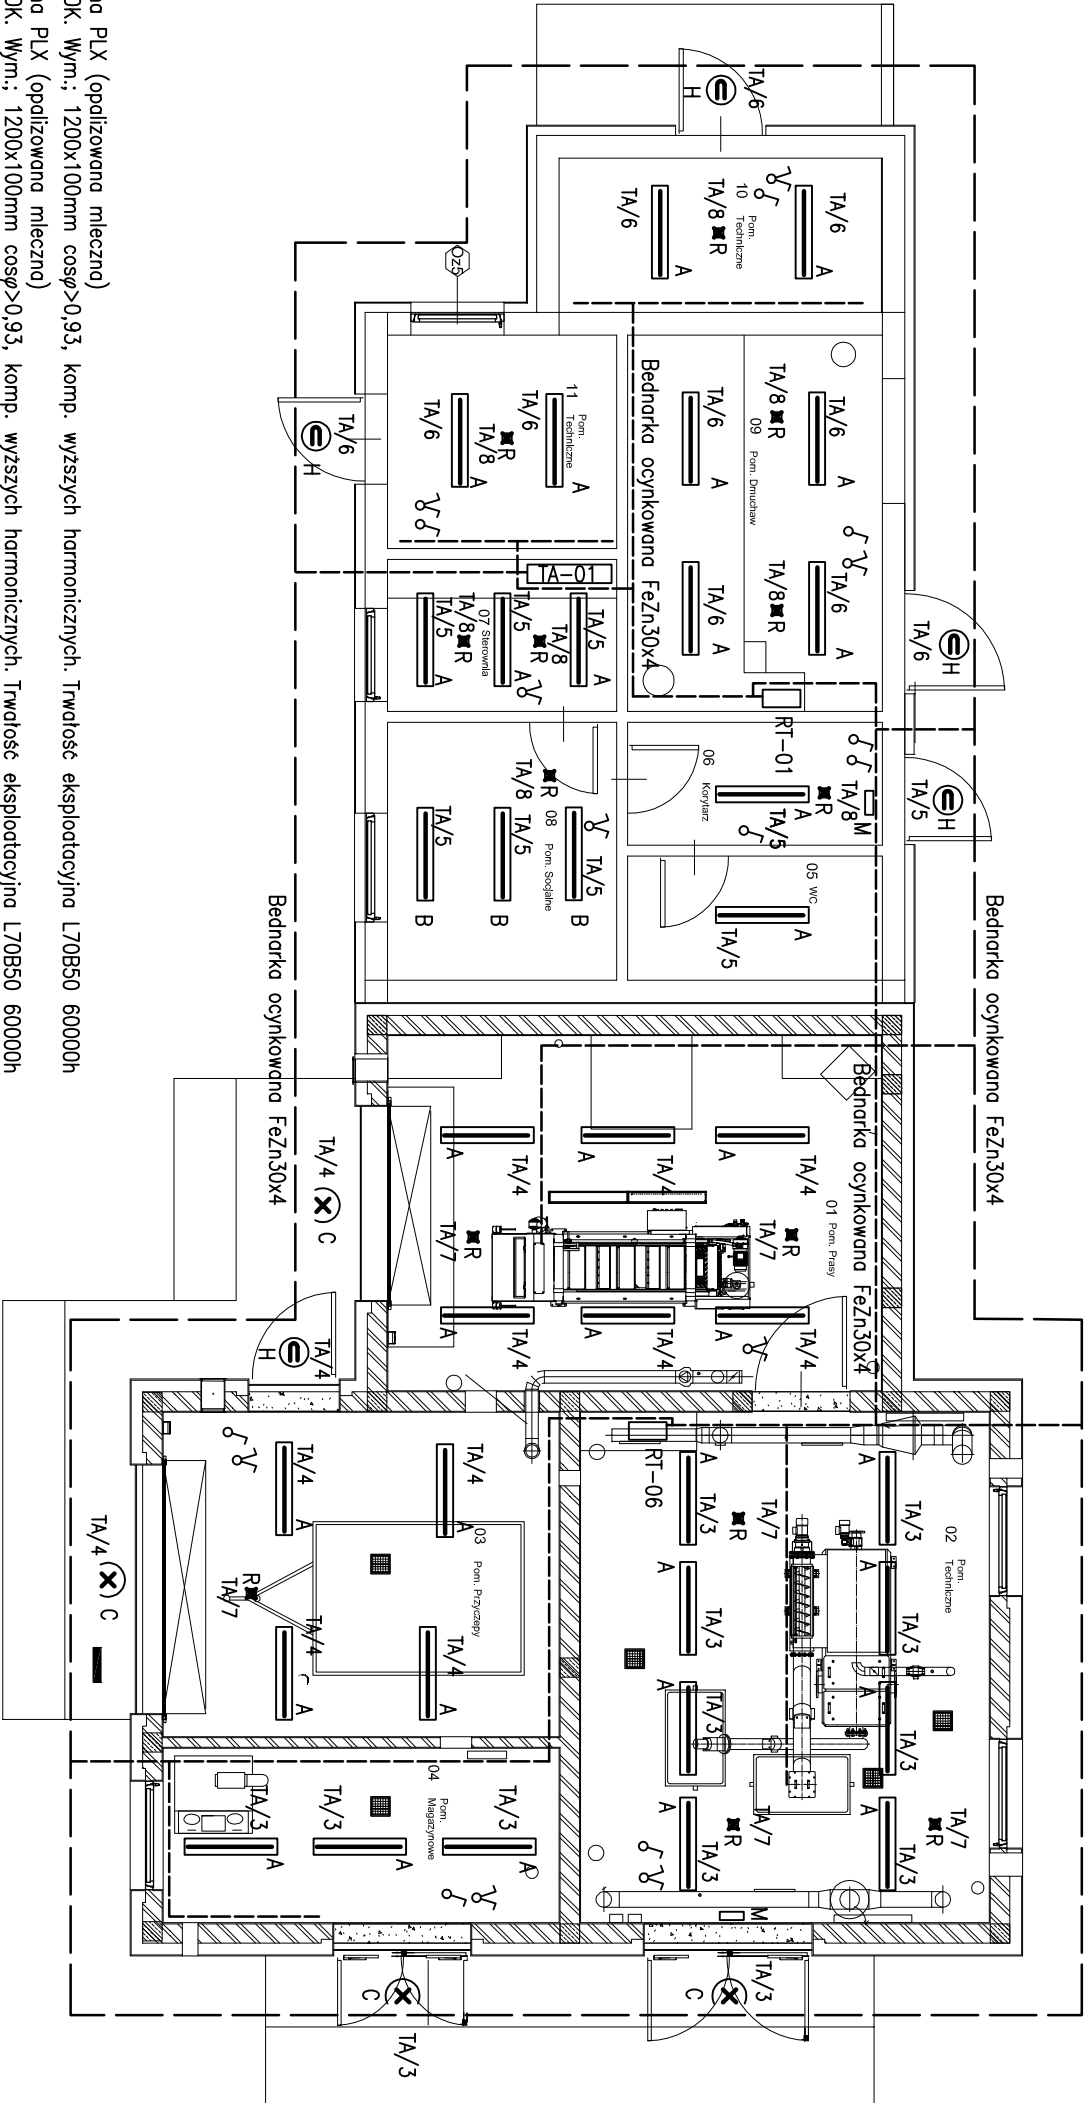 na PLX (opalizowana mleczna)
0K. Wym.; 1200x100mm cosφ>0,93, komp. wyższych harmonicznych. Trwałość eksploatacyjna L70B50 60000h
na PLX (opalizowana mleczna)
0K. Wym.; 1200x100mm cosφ>0,93, komp. wyższych harmonicznych. Trwałość eksploatacyjna L70B50 60000h
TA/6
H
TA/6
A
10 Pom. Techniczne
TA/8 R
TA/6
A
Oz5
Bednarka ocynkowana FeZn30x4
TA/6
A
TA/8 R
09 Pom. Dmuchaw
TA/6
A
TA/6
A
TA/8 R
TA/6
A
TA/6
H
11 Pom. Techniczne
TA/6
A
R
TA/8
TA/6
A
TA/6
H
TA-01
TA/5
A
TA/8
R
TA/5
A
07 Sterownia
TA/8 R
TA/5
A
RT-01
06 Korytarz
TA/8
M
R
A
TA/5
TA/5
H
05 WC
A
TA/5
R
TA/8
08 Pom. Socjalne
TA/5
B
TA/5
B
TA/5
B
Bednarka ocynkowana FeZn30x4
Bednarka ocynkowana FeZn30x4
Bednarka ocynkowana FeZn30x4
01 Pom. Prasy
TA/4
A
TA/4
A
TA/4
A
TA/7
R
TA/7
R
TA/4
A
TA/4
A
TA/4
A
TA/4
C
TA/4
H
RT-06
02 Pom. Techniczne
A
TA/3
A
TA/3
A
TA/3
A
TA/3
A
TA/3
A
TA/3
A
TA/3
A
TA/3
TA/7
R
TA/7
R
TA/7
R
M
03 Pom. Przyczepy
TA/4
A
TA/4
A
TA/4
A
TA/4
A
R
TA/7
TA/4
C
04 Pom. Magazynowe
TA/3
A
TA/3
A
TA/3
A
TA/3
C
C
TA/3